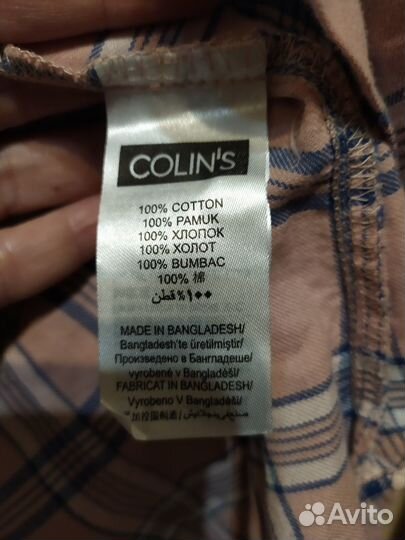 COLIN's
100% COTTON
100% PAMUK
100% ХЛОПОК
100% ХОЛОТ
100% BUMBAC
100% 棉
١٠٠% قطن
MADE IN BANGLADESH/
Bangladesh'te üretilmiştir/
Произведено в Бангладеше/
vyrobené v Bangladéši/
FABRICAT IN BANGLADESH/
Vyrobeno V Bangladéši/
Avito